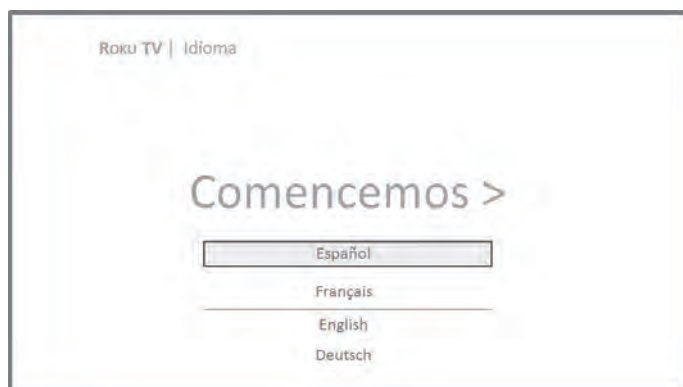 Roku TV | Idioma
Comencemos >
Español
Français
English
Deutsch